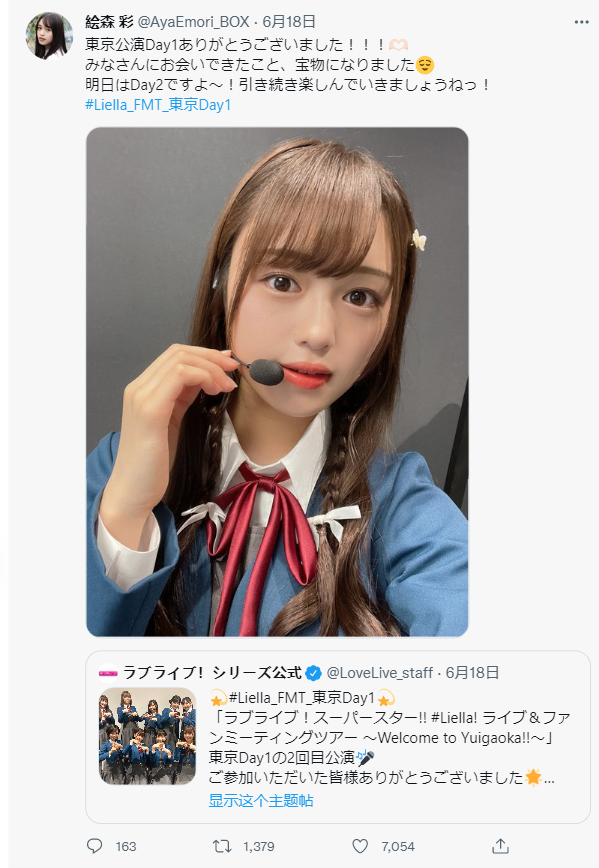 絵森 彩 @AyaEmori_BOX · 6月18日
東京公演Day1ありがとうございました！！！🫶🏻
みなさんにお会いできたこと、宝物になりました😌
明日はDay2ですよ〜！引き続き楽しんでいきましょうねっ！
#Liella_FMT_東京Day1
ラブライブ！シリーズ公式 @LoveLive_staff · 6月18日
💫#Liella_FMT_東京Day1💫
「ラブライブ！スーパースター!! #Liella! ライブ＆ファ
ンミーティングツアー 〜Welcome to Yuigaoka!!〜」
東京Day1の2回目公演🎤
ご参加いただいた皆様ありがとうございました🌟...
显示这个主题帖
163 1,379 7,054